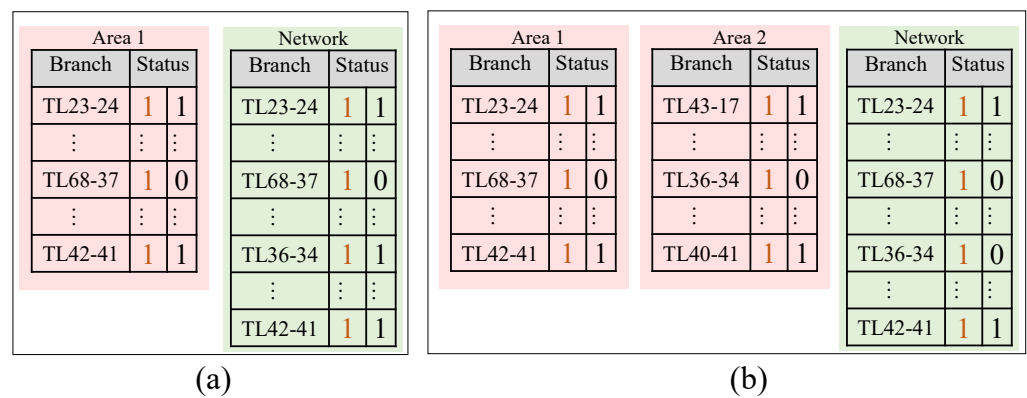 Area 1
Branch Status
TL23-24 1 1
⋮ ⋮ ⋮
TL68-37 1 0
⋮ ⋮ ⋮
TL42-41 1 1
Network
Branch Status
TL23-24 1 1
⋮ ⋮ ⋮
TL68-37 1 0
⋮ ⋮ ⋮
TL36-34 1 1
⋮ ⋮ ⋮
TL42-41 1 1
(a)
Area 1
Branch Status
TL23-24 1 1
⋮ ⋮ ⋮
TL68-37 1 0
⋮ ⋮ ⋮
TL42-41 1 1
Area 2
Branch Status
TL43-17 1 1
⋮ ⋮ ⋮
TL36-34 1 0
⋮ ⋮ ⋮
TL40-41 1 1
Network
Branch Status
TL23-24 1 1
⋮ ⋮ ⋮
TL68-37 1 0
⋮ ⋮ ⋮
TL36-34 1 0
⋮ ⋮ ⋮
TL42-41 1 1
(b)